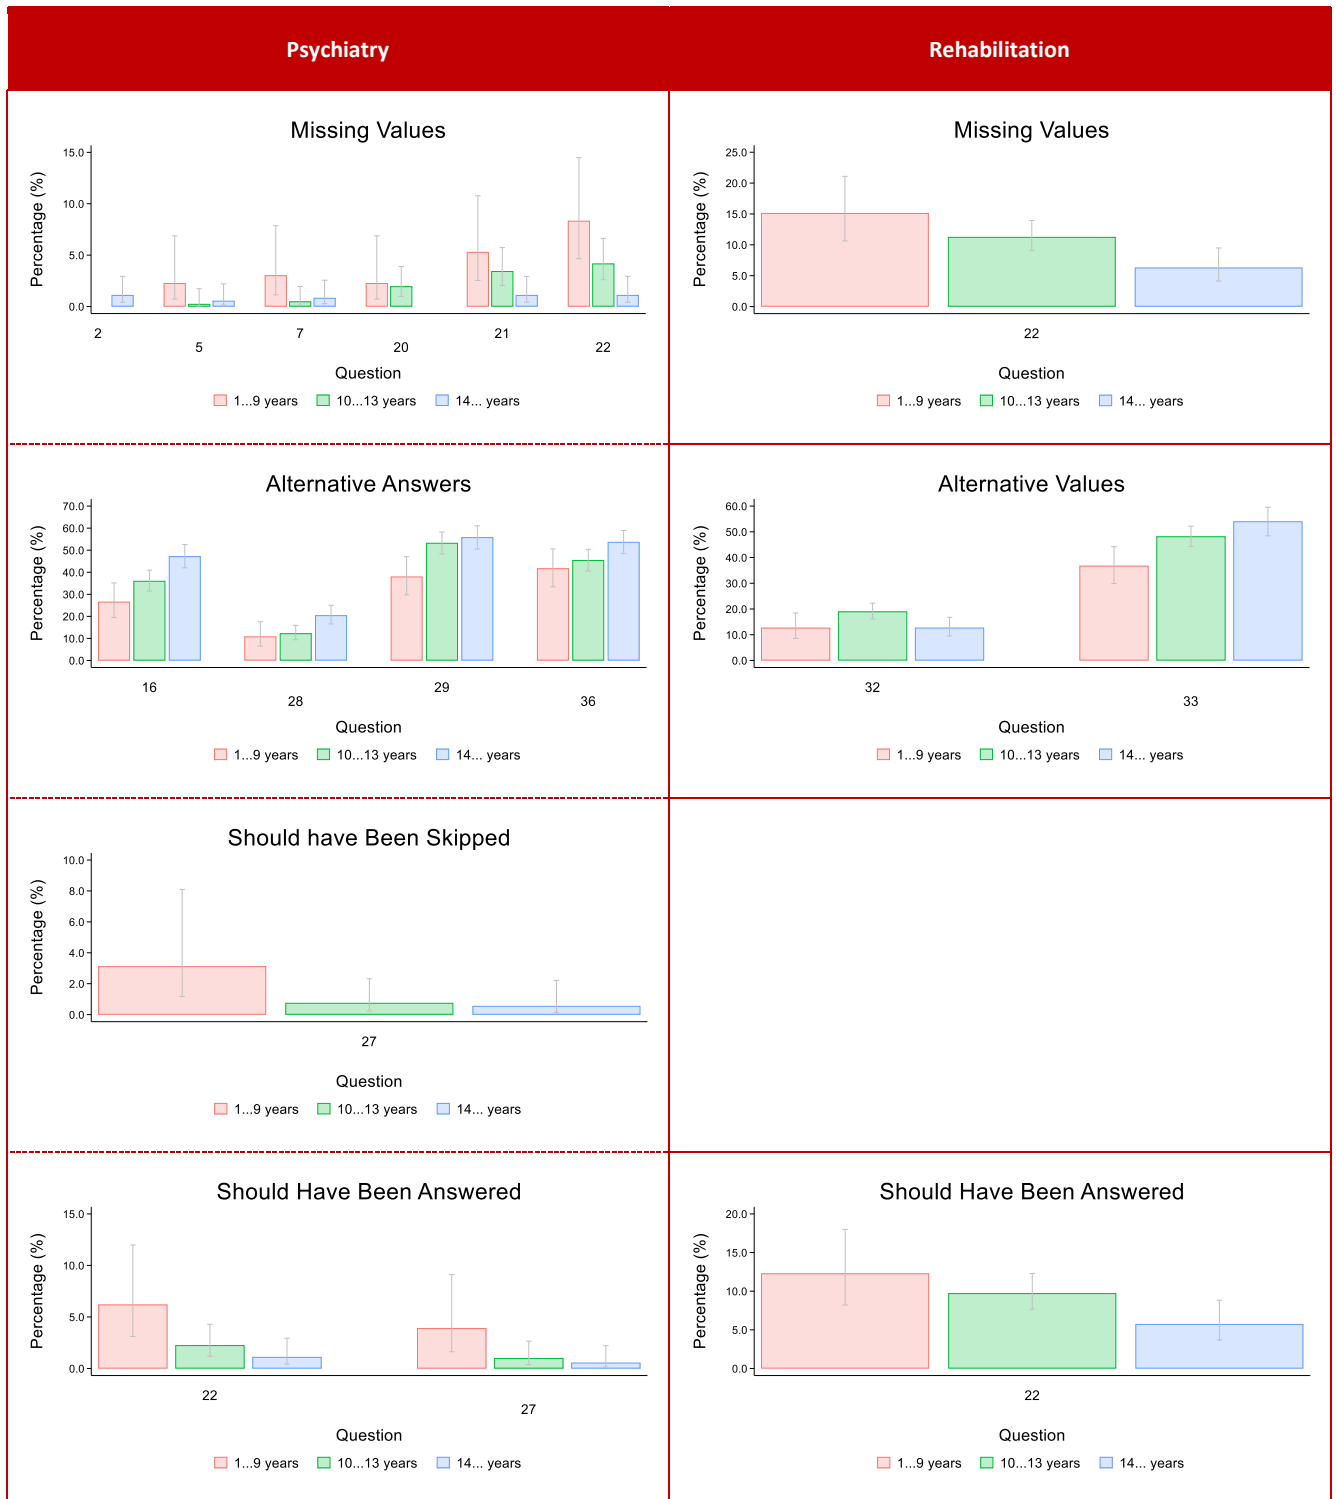 Psychiatry
Rehabilitation
Missing Values
Percentage (%)
15.0
10.0
5.0
0.0
2
5
7
20
21
22
Question
1...9 years 10...13 years 14... years
Missing Values
Percentage (%)
25.0
20.0
15.0
10.0
5.0
0.0
22
Question
1...9 years 10...13 years 14... years
Alternative Answers
Percentage (%)
70.0
60.0
50.0
40.0
30.0
20.0
10.0
0.0
16
28
29
36
Question
1...9 years 10...13 years 14... years
Alternative Values
Percentage (%)
60.0
50.0
40.0
30.0
20.0
10.0
0.0
32
33
Question
1...9 years 10...13 years 14... years
Should have Been Skipped
Percentage (%)
10.0
8.0
6.0
4.0
2.0
0.0
27
Question
1...9 years 10...13 years 14... years
Should Have Been Answered
Percentage (%)
15.0
10.0
5.0
0.0
22
27
Question
1...9 years 10...13 years 14... years
Should Have Been Answered
Percentage (%)
20.0
15.0
10.0
5.0
0.0
22
Question
1...9 years 10...13 years 14... years